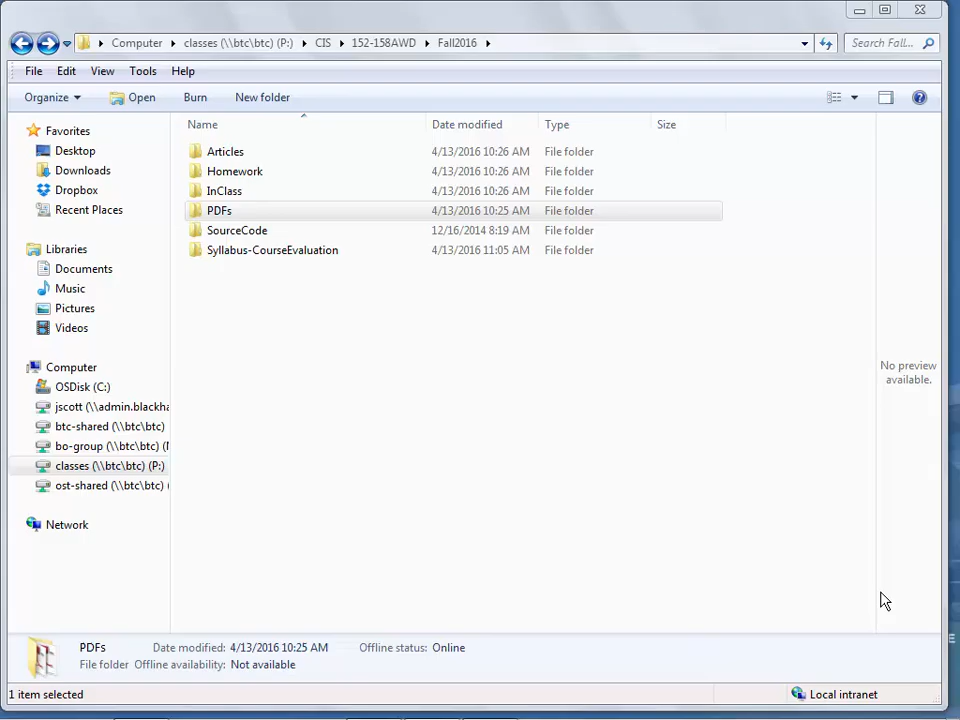 Computer classes (\\btc\btc) (P:) CIS 152-158AWD Fall2016 Search Fall...
File Edit View Tools Help
Organize Open Burn New folder
Name Date modified Type Size
Favorites
Desktop
Downloads
Dropbox
Recent Places
Libraries
Documents
Music
Pictures
Videos
Computer
OSDisk (C:)
jscott (\\admin.blackha
btc-shared (\\btc\btc)
bo-group (\\btc\btc) (
classes (\\btc\btc) (P:)
ost-shared (\\btc\btc) (
Network
Articles 4/13/2016 10:26 AM File folder
Homework 4/13/2016 10:26 AM File folder
InClass 4/13/2016 10:26 AM File folder
PDFs 4/13/2016 10:25 AM File folder
SourceCode 12/16/2014 8:19 AM File folder
Syllabus-CourseEvaluation 4/13/2016 11:05 AM File folder
No preview
available.
PDFs Date modified: 4/13/2016 10:25 AM Offline status: Online
File folder Offline availability: Not available
1 item selected Local intranet